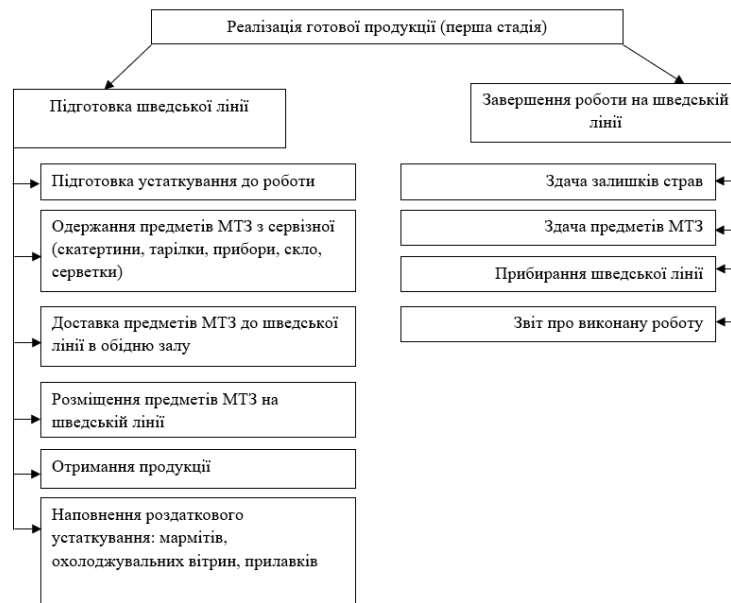 Реалізація готової продукції (перша стадія)
Підготовка шведської лінії
Завершення роботи на шведській
лінії
Підготовка устаткування до роботи
Одержання предметів МТЗ з сервізної
(скатертини, тарілки, прибори, скло,
серветки)
Доставка предметів МТЗ до шведської
лінії в обідню залу
Розміщення предметів МТЗ на
шведській лінії
Отримання продукції
Наповнення роздаткового
устаткування: мармітів,
охолоджувальних вітрин, прилавків
Здача залишків страв
Здача предметів МТЗ
Прибирання шведської лінії
Звіт про виконану роботу